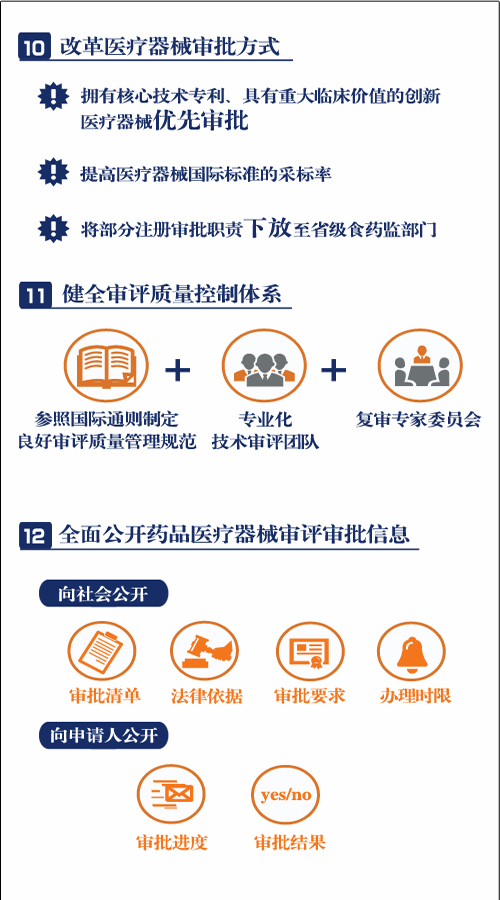 10 改革医疗器械审批方式
拥有核心技术专利、具有重大临床价值的创新
医疗器械优先审批
提高医疗器械国际标准的采标率
将部分注册审批职责下放至省级食药监部门
11 健全审评质量控制体系
参照国际通则制定
良好审评质量管理规范
专业化
技术审评团队
复审专家委员会
12 全面公开药品医疗器械审评审批信息
向社会公开
审批清单 法律依据 审批要求 办理时限
向申请人公开
yes/no
审批进度 审批结果